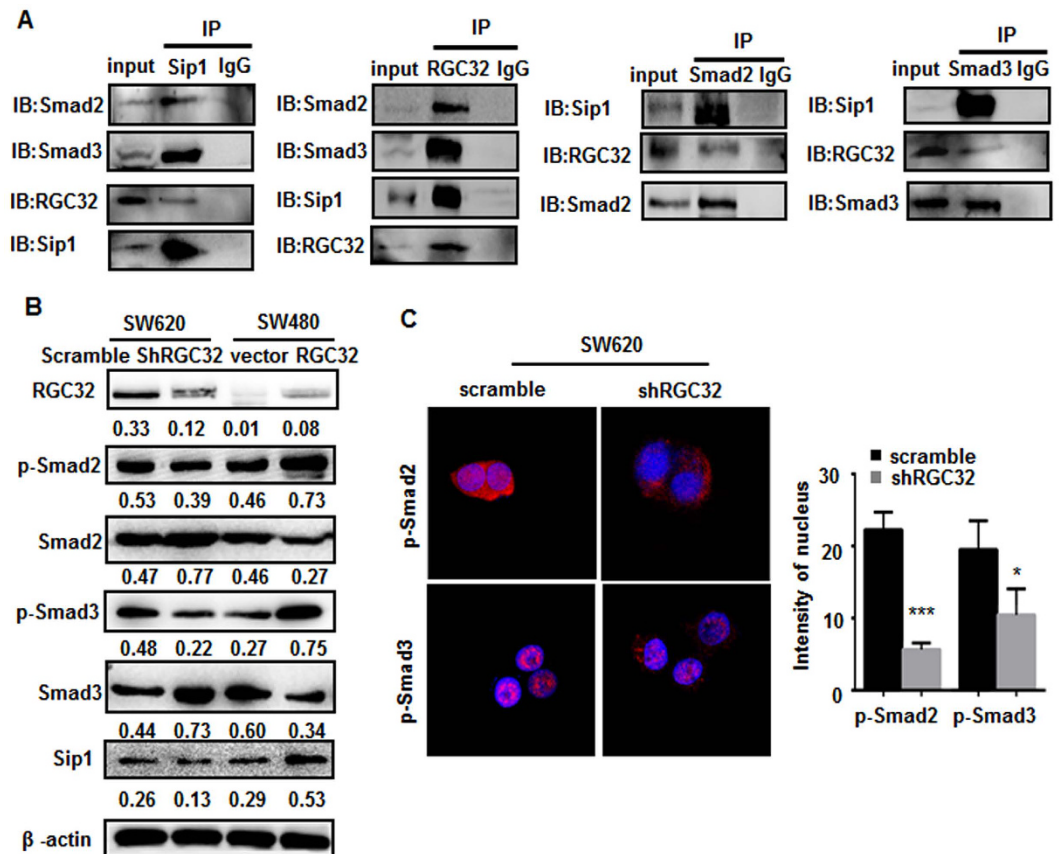 A
IP
input Sip1 IgG
IB:Smad2
IB:Smad3
IB:RGC32
IB:Sip1
IP
input RGC32 IgG
IB:Smad2
IB:Smad3
IB:Sip1
IB:RGC32
IP
input Smad2 IgG
IB:Sip1
IB:RGC32
IB:Smad2
IP
input Smad3 IgG
IB:Sip1
IB:RGC32
IB:Smad3
B
SW620 SW480
Scramble ShRGC32 vector RGC32
RGC32
0.33 0.12 0.01 0.08
p-Smad2
0.53 0.39 0.46 0.73
Smad2
0.47 0.77 0.46 0.27
p-Smad3
0.48 0.22 0.27 0.75
Smad3
0.44 0.73 0.60 0.34
Sip1
0.26 0.13 0.29 0.53
β -actin
C
SW620
scramble shRGC32
p-Smad2
p-Smad3
scramble
shRGC32
Intensity of nucleus
30
20
10
0
***
*
p-Smad2 p-Smad3